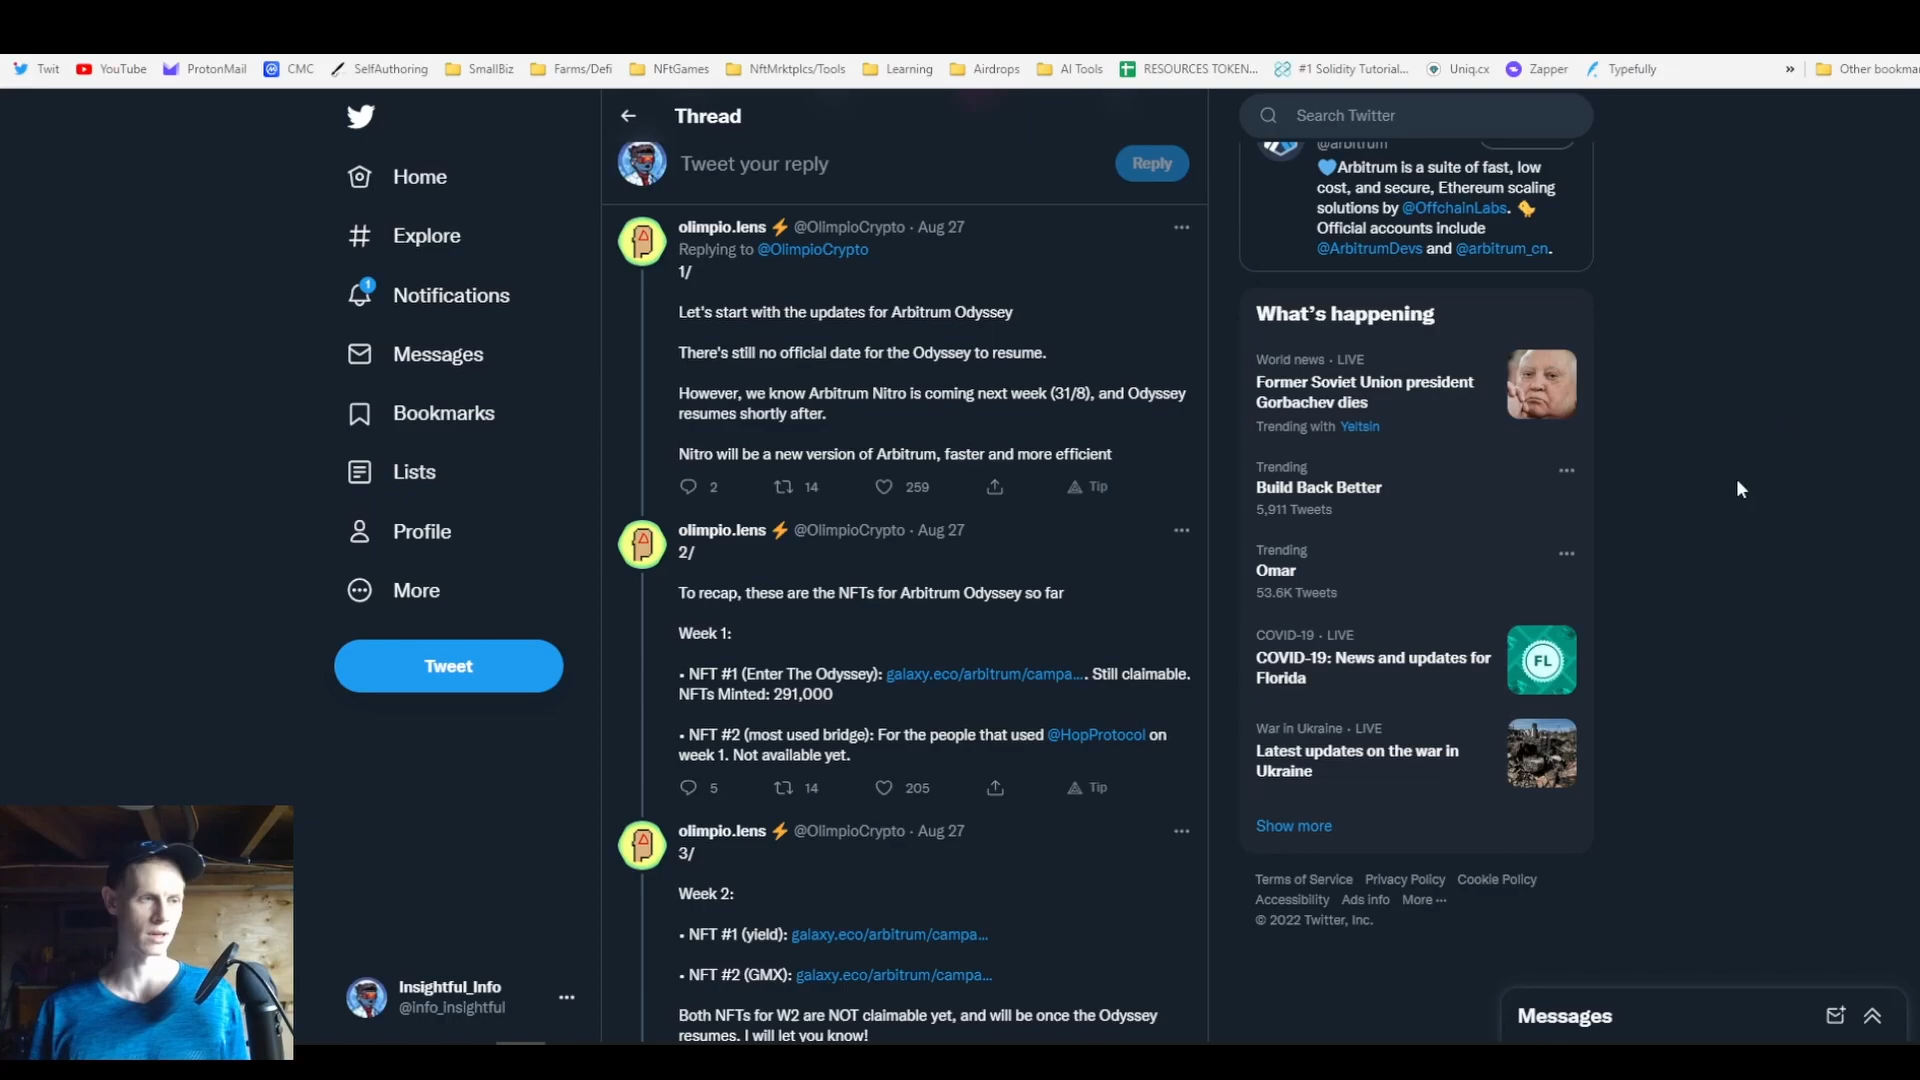 Twit YouTube ProtonMail CMC SelfAuthoring SmallBiz Farms/Defi NFtGames NftMrktplcs/Tools Learning Airdrops AI Tools RESOURCES TOKEN... #1 Solidity Tutorial... Uniq.cx Zapper Typefully » Other bookma
Home
Explore
1
Notifications
Messages
Bookmarks
Lists
Profile
More
Tweet
Insightful_Info
@info_insightful
Thread
Tweet your reply
Reply
olimpio.lens ⚡ @OlimpioCrypto · Aug 27
Replying to @OlimpioCrypto
1/
Let's start with the updates for Arbitrum Odyssey
There's still no official date for the Odyssey to resume.
However, we know Arbitrum Nitro is coming next week (31/8), and Odyssey
resumes shortly after.
Nitro will be a new version of Arbitrum, faster and more efficient
2 14 259 Tip
olimpio.lens ⚡ @OlimpioCrypto · Aug 27
2/
To recap, these are the NFTs for Arbitrum Odyssey so far
Week 1:
• NFT #1 (Enter The Odyssey): galaxy.eco/arbitrum/campa.... Still claimable.
NFTs Minted: 291,000
• NFT #2 (most used bridge): For the people that used @HopProtocol on
week 1. Not available yet.
5 14 205 Tip
olimpio.lens ⚡ @OlimpioCrypto · Aug 27
3/
Week 2:
• NFT #1 (yield): galaxy.eco/arbitrum/campa...
• NFT #2 (GMX): galaxy.eco/arbitrum/campa...
Both NFTs for W2 are NOT claimable yet, and will be once the Odyssey
resumes. I will let you know!
Search Twitter
@arbitrum
💙Arbitrum is a suite of fast, low
cost, and secure, Ethereum scaling
solutions by @OffchainLabs.
Official accounts include
@ArbitrumDevs and @arbitrum_cn.
What's happening
World news · LIVE
Former Soviet Union president
Gorbachev dies
Trending with Yeltsin
Trending
Build Back Better
5,911 Tweets
Trending
Omar
53.6K Tweets
COVID-19 · LIVE
COVID-19: News and updates for
Florida
FL
War in Ukraine · LIVE
Latest updates on the war in
Ukraine
Show more
Terms of Service Privacy Policy Cookie Policy
Accessibility Ads info More ···
© 2022 Twitter, Inc.
Messages